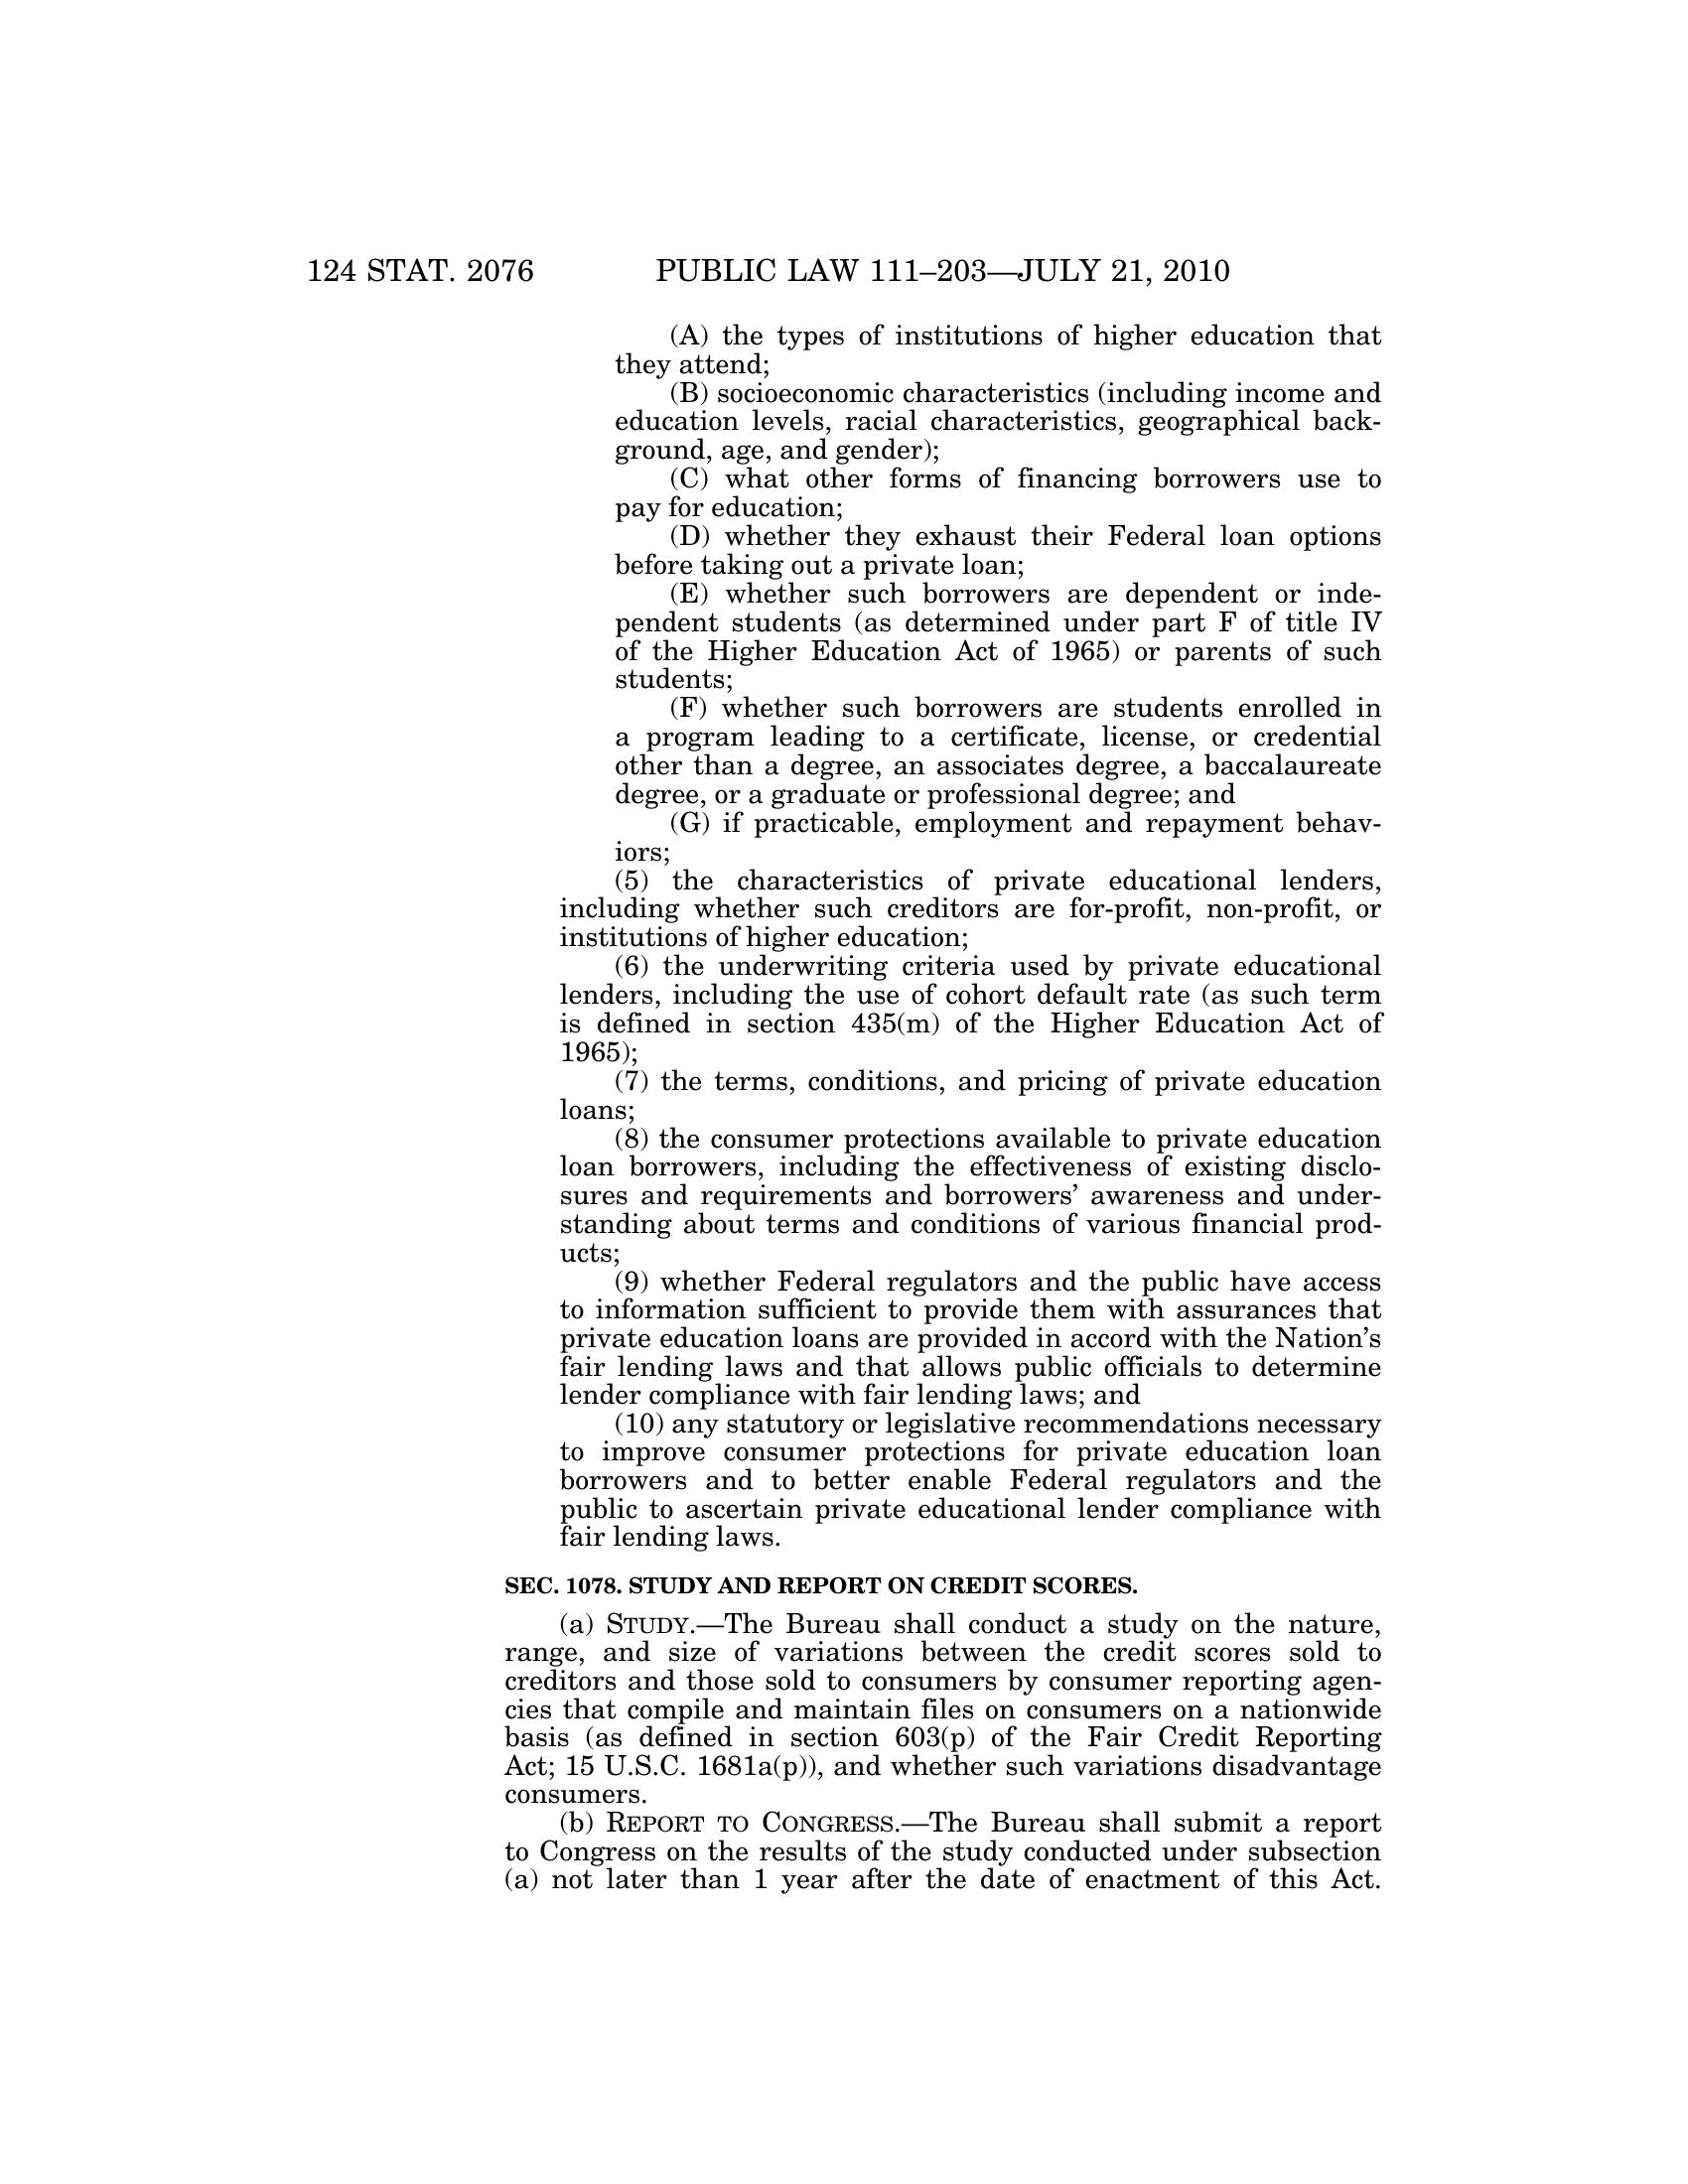 124 STAT. 2076 PUBLIC LAW 111–203—JULY 21, 2010
(A) the types of institutions of higher education that
they attend;
(B) socioeconomic characteristics (including income and
education levels, racial characteristics, geographical back-
ground, age, and gender);
(C) what other forms of financing borrowers use to
pay for education;
(D) whether they exhaust their Federal loan options
before taking out a private loan;
(E) whether such borrowers are dependent or inde-
pendent students (as determined under part F of title IV
of the Higher Education Act of 1965) or parents of such
students;
(F) whether such borrowers are students enrolled in
a program leading to a certificate, license, or credential
other than a degree, an associates degree, a baccalaureate
degree, or a graduate or professional degree; and
(G) if practicable, employment and repayment behav-
iors;
(5) the characteristics of private educational lenders,
including whether such creditors are for-profit, non-profit, or
institutions of higher education;
(6) the underwriting criteria used by private educational
lenders, including the use of cohort default rate (as such term
is defined in section 435(m) of the Higher Education Act of
1965);
(7) the terms, conditions, and pricing of private education
loans;
(8) the consumer protections available to private education
loan borrowers, including the effectiveness of existing disclo-
sures and requirements and borrowers’ awareness and under-
standing about terms and conditions of various financial prod-
ucts;
(9) whether Federal regulators and the public have access
to information sufficient to provide them with assurances that
private education loans are provided in accord with the Nation’s
fair lending laws and that allows public officials to determine
lender compliance with fair lending laws; and
(10) any statutory or legislative recommendations necessary
to improve consumer protections for private education loan
borrowers and to better enable Federal regulators and the
public to ascertain private educational lender compliance with
fair lending laws.
SEC. 1078. STUDY AND REPORT ON CREDIT SCORES.
(a) STUDY.—The Bureau shall conduct a study on the nature,
range, and size of variations between the credit scores sold to
creditors and those sold to consumers by consumer reporting agen-
cies that compile and maintain files on consumers on a nationwide
basis (as defined in section 603(p) of the Fair Credit Reporting
Act; 15 U.S.C. 1681a(p)), and whether such variations disadvantage
consumers.
(b) REPORT TO CONGRESS.—The Bureau shall submit a report
to Congress on the results of the study conducted under subsection
(a) not later than 1 year after the date of enactment of this Act.